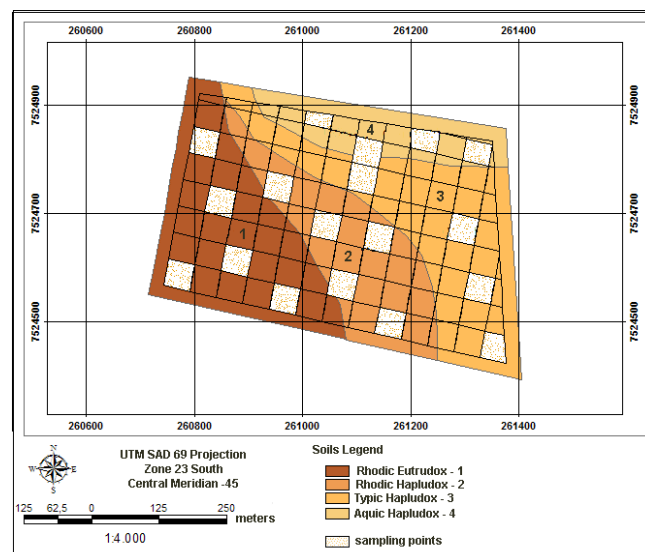 260600 260800 261000 261200 261400
7524900 7524900
7524700 7524700
7524500 7524500
4
3
1
2
260600 260800 261000 261200 261400
N
W E
S
UTM SAD 69 Projection
Zone 23 South
Central Meridian -45
125 62,5 0 125 250
meters
1:4.000
Soils Legend
Rhodic Eutrudox - 1
Rhodic Hapludox - 2
Typic Hapludox - 3
Aquic Hapludox - 4
sampling points